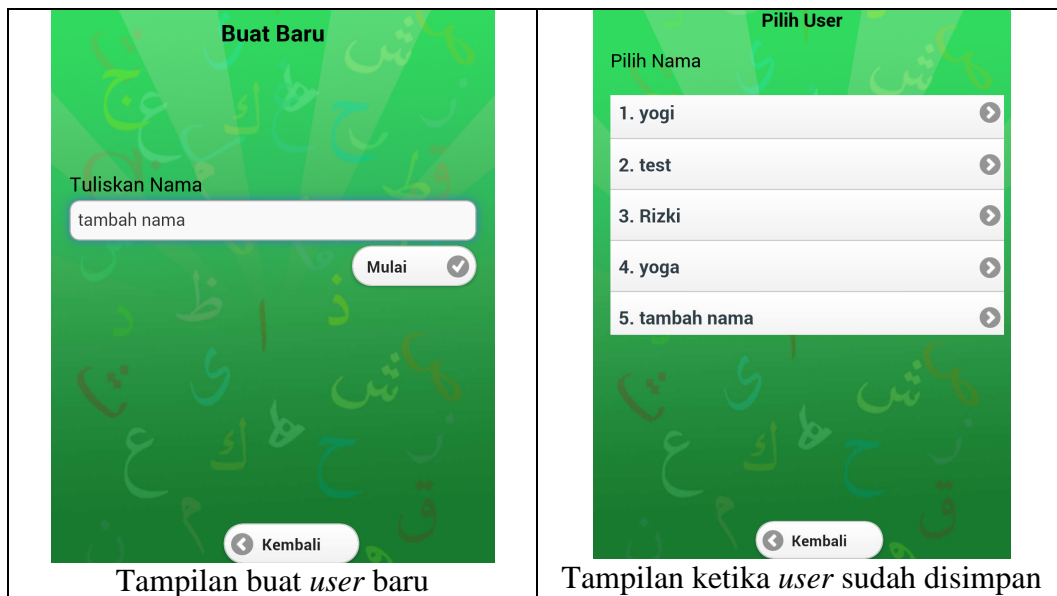 Buat Baru
Tuliskan Nama
tambah nama
Mulai
Kembali
Tampilan buat user baru
Pilih User
Pilih Nama
1. yogi
2. test
3. Rizki
4. yoga
5. tambah nama
Kembali
Tampilan ketika user sudah disimpan